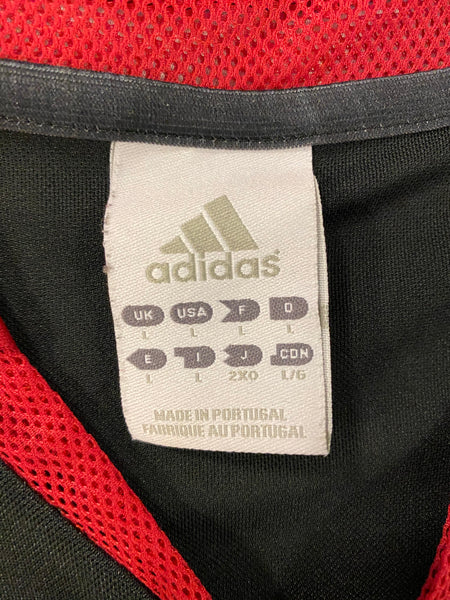 adidas
UK USA F D
L L L L
E I J CDN
L L 2XO L/G
MADE IN PORTUGAL
FABRIQUE AU PORTUGAL